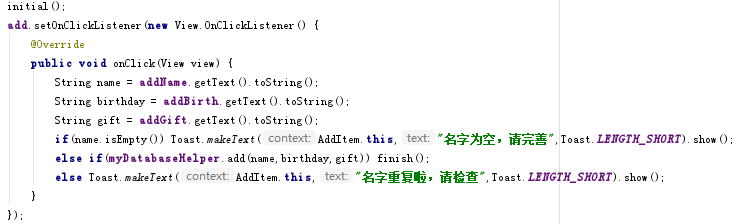 initial();
add.setOnClickListener(new View.OnClickListener() {
@Override
public void onClick(View view) {
String name = addName.getText().toString();
String birthday = addBirth.getText().toString();
String gift = addGift.getText().toString();
if(name.isEmpty()) Toast.makeText( context: AddItem.this, text: "名字为空，请完善",Toast.LENGTH_SHORT).show();
else if(myDatabaseHelper.add(name,birthday,gift)) finish();
else Toast.makeText( context: AddItem.this, text: "名字重复啦，请检查",Toast.LENGTH_SHORT).show();
}
});